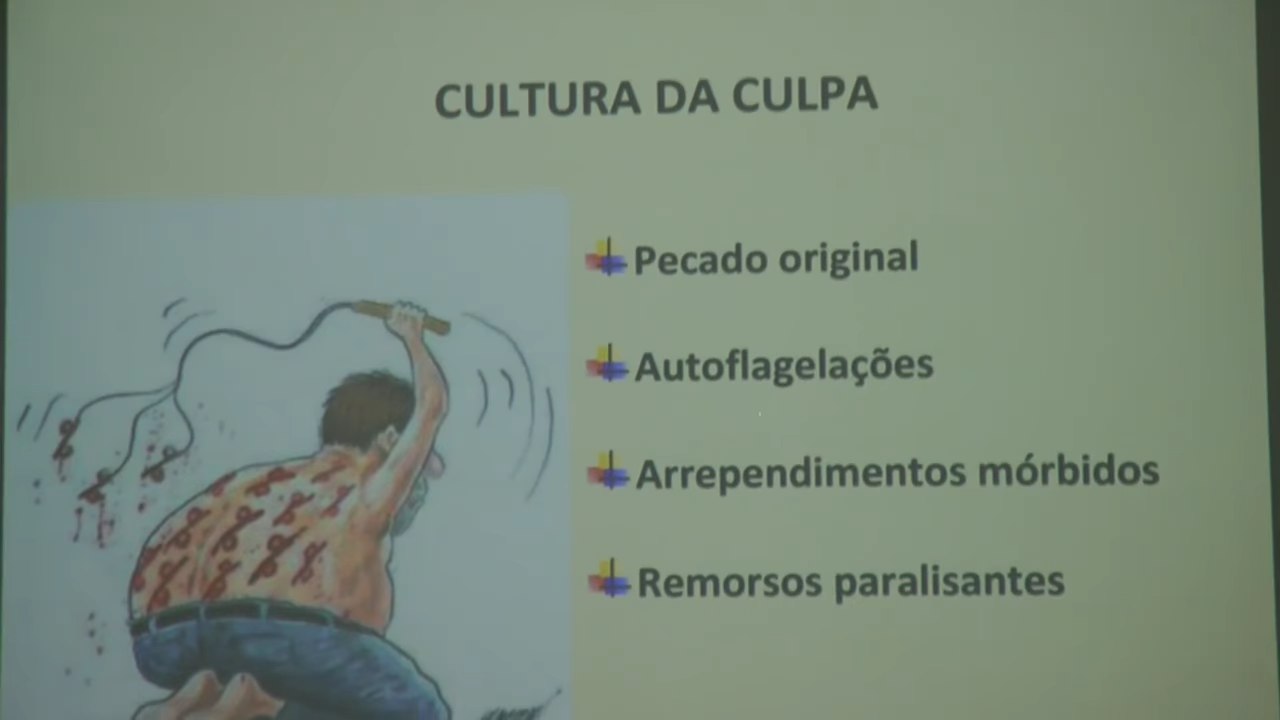 CULTURA DA CULPA
Pecado original
Autoflagelações
Arrependimentos mórbidos
Remorsos paralisantes